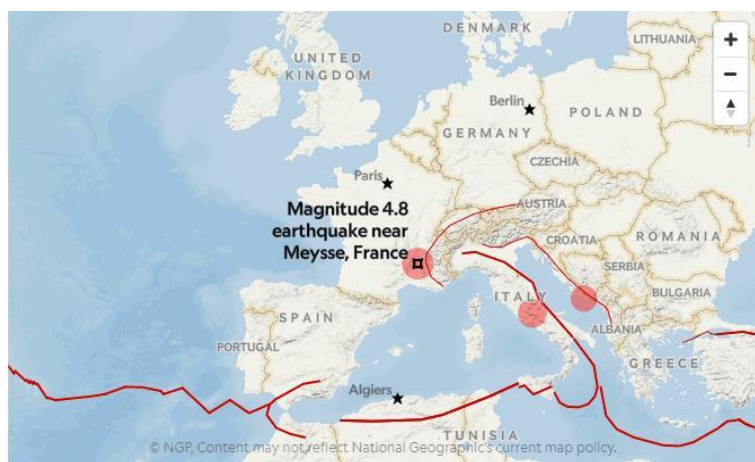 DENMARK
LITHUANIA
UNITED
KINGDOM
Berlin
POLAND
GERMANY
CZECHIA
Paris
Magnitude 4.8
earthquake near
Meysse, France
AUSTRIA
CROATIA
ROMANIA
SERBIA
ITALY
BULGARIA
SPAIN
ALBANIA
PORTUGAL
GREECE
Algiers
TUNISIA
© NGP, Content may not reflect National Geographic's current map policy.
+
−